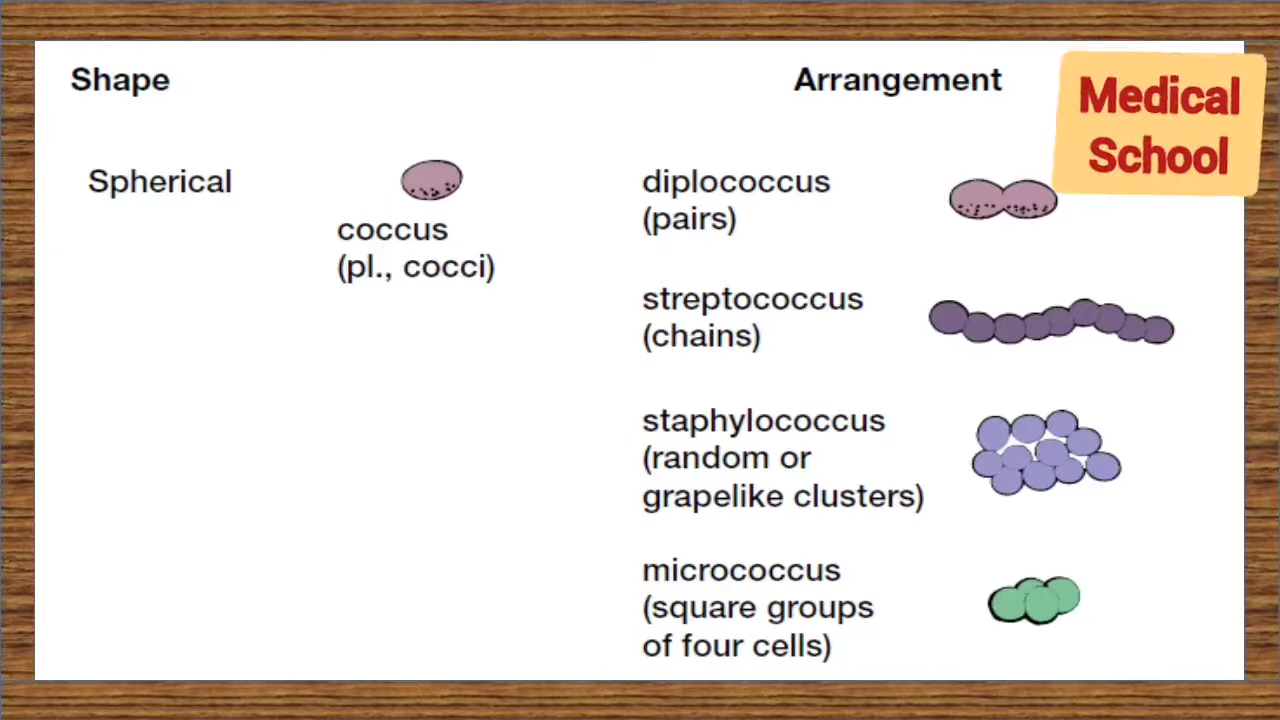 Shape
Arrangement
Medical
School
Spherical
coccus
(pl., cocci)
diplococcus
(pairs)
streptococcus
(chains)
staphylococcus
(random or
grapelike clusters)
micrococcus
(square groups
of four cells)